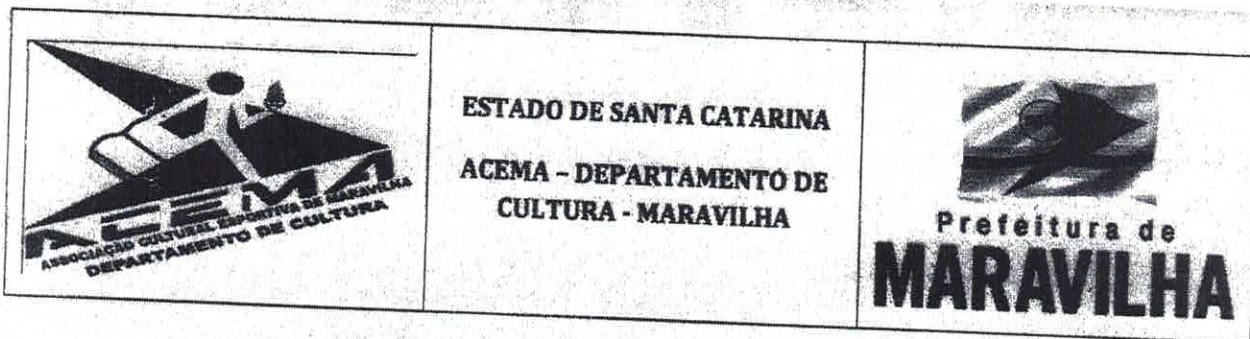 ACEMA
ASSOCIAÇÃO CULTURAL ESPORTIVA DE MARAVILHA
DEPARTAMENTO DE CULTURA
ESTADO DE SANTA CATARINA
ACEMA – DEPARTAMENTO DE
CULTURA - MARAVILHA
Prefeitura de
MARAVILHA